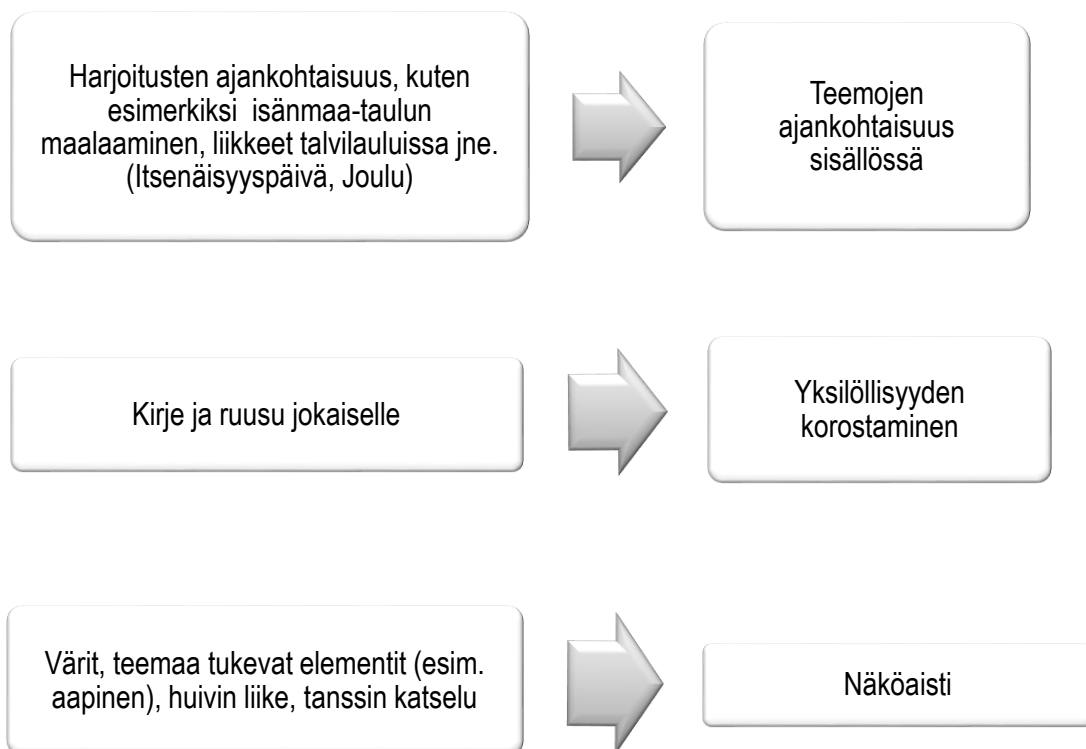 Harjoitusten ajankohtaisuus, kuten
esimerkiksi isänmaa-taulun
maalaaminen, liikkeet talvilauluissa jne.
(Itsenäisyyspäivä, Joulu)
Teemojen
ajankohtaisuus
sisällössä
Kirje ja ruusu jokaiselle
Yksilöllisyyden
korostaminen
Värit, teemaa tukevat elementit (esim.
aapinen), huivin liike, tanssin katselu
Näköaisti